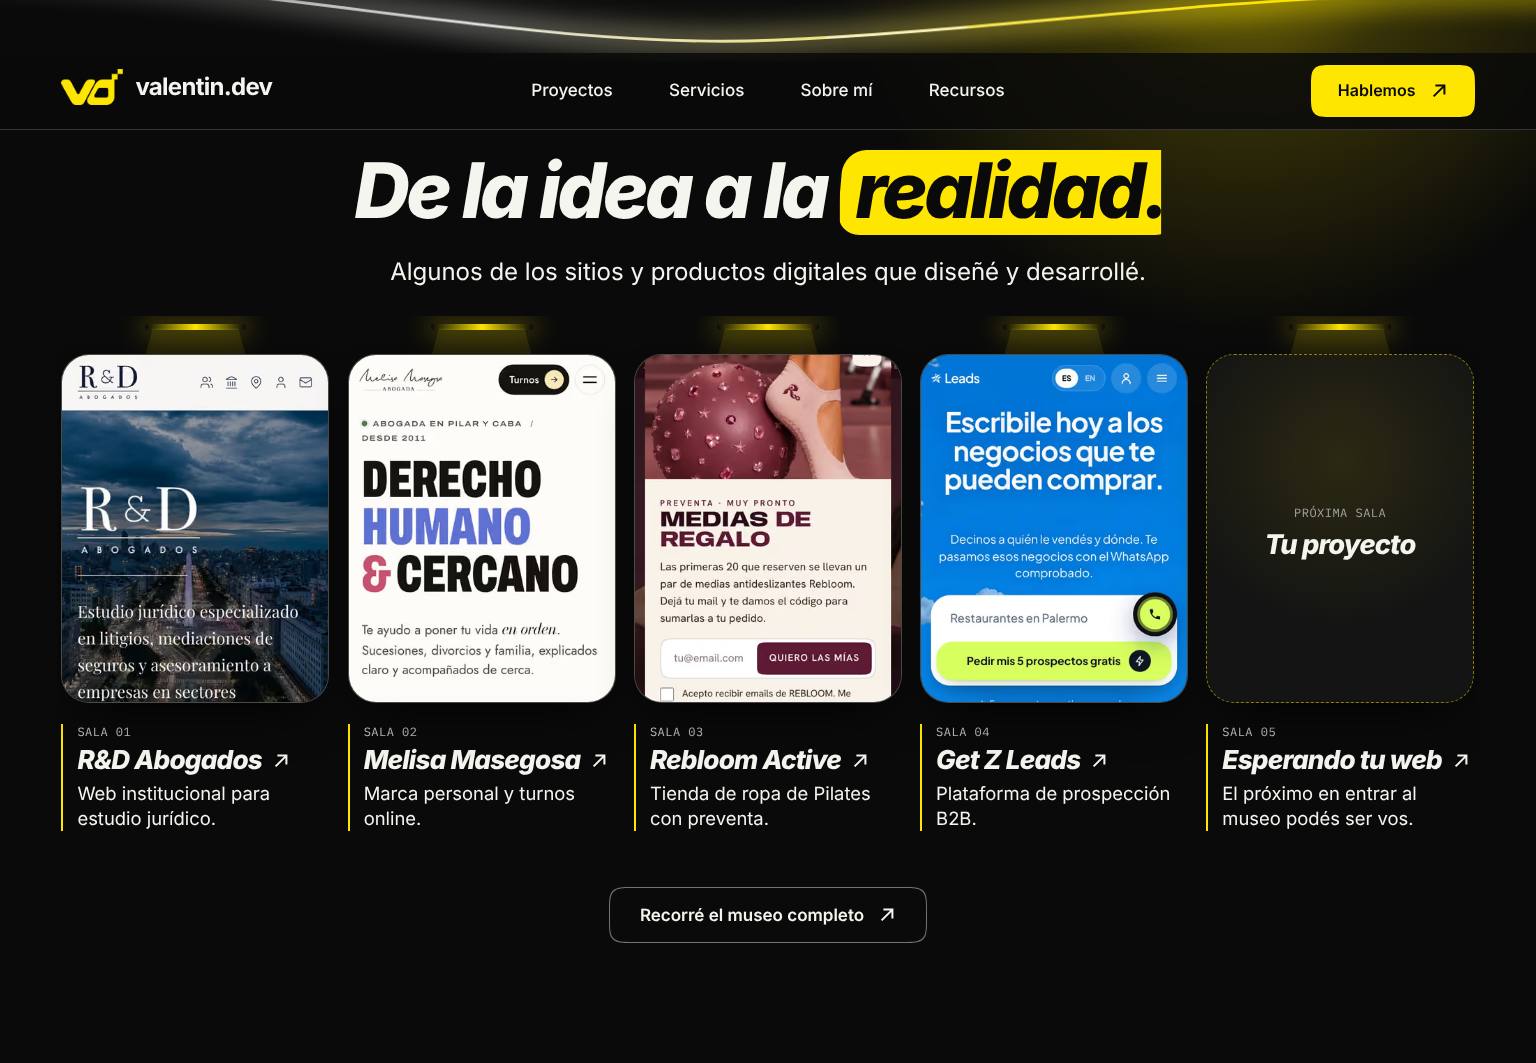 valentin.dev
Proyectos
Servicios
Sobre mí
Recursos
Hablemos
De la idea a la realidad.
Algunos de los sitios y productos digitales que diseñé y desarrollé.
R&D
ABOGADOS
R&D
ABOGADOS
Estudio jurídico especializado
en litigios, mediaciones de
seguros y asesoramiento a
empresas en sectores
SALA 01
R&D Abogados
Web institucional para
estudio jurídico.
Melisa Masegosa
ABOGADA
Turnos
ABOGADA EN PILAR Y CABA /
DESDE 2011
DERECHO
HUMANO
& CERCANO
Te ayudo a poner tu vida en orden.
Sucesiones, divorcios y familia, explicados
claro y acompañados de cerca.
SALA 02
Melisa Masegosa
Marca personal y turnos
online.
PREVENTA · MUY PRONTO
MEDIAS DE
REGALO
Las primeras 20 que reserven se llevan un
par de medias antideslizantes Rebloom.
Dejá tu mail y te damos el código para
sumarlas a tu pedido.
tu@email.com
QUIERO LAS MÍAS
Acepto recibir emails de REBLOOM. Me
SALA 03
Rebloom Active
Tienda de ropa de Pilates
con preventa.
Leads
ES
EN
Escribile hoy a los
negocios que te
pueden comprar.
Decinos a quién le vendés y dónde. Te
pasamos esos negocios con el WhatsApp
comprobado.
Restaurantes en Palermo
Pedir mis 5 prospectos gratis
SALA 04
Get Z Leads
Plataforma de prospección
B2B.
PRÓXIMA SALA
Tu proyecto
SALA 05
Esperando tu web
El próximo en entrar al
museo podés ser vos.
Recorré el museo completo